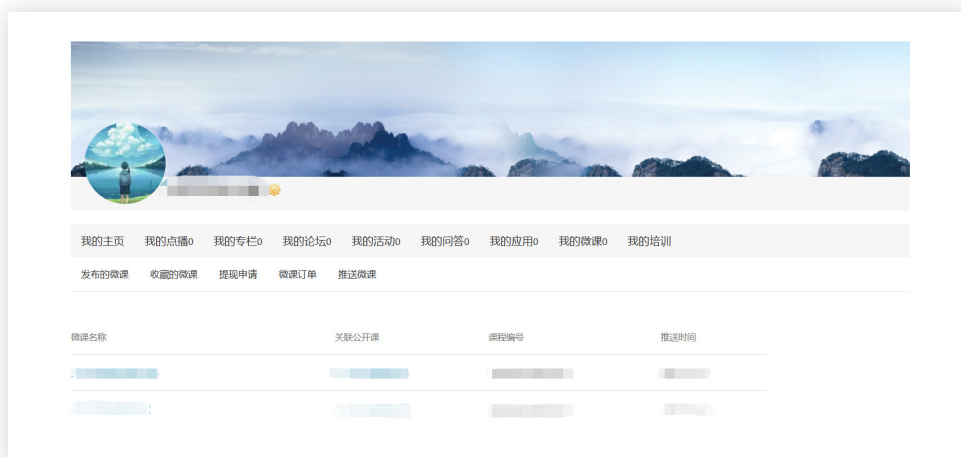 我的主页 我的点播0 我的专栏0 我的论坛0 我的活动0 我的问答0 我的应用0 我的微课0 我的培训
发布的微课 收藏的微课 提现申请 微课订单 推送微课
微课名称 关联公开课 课程编号 推送时间